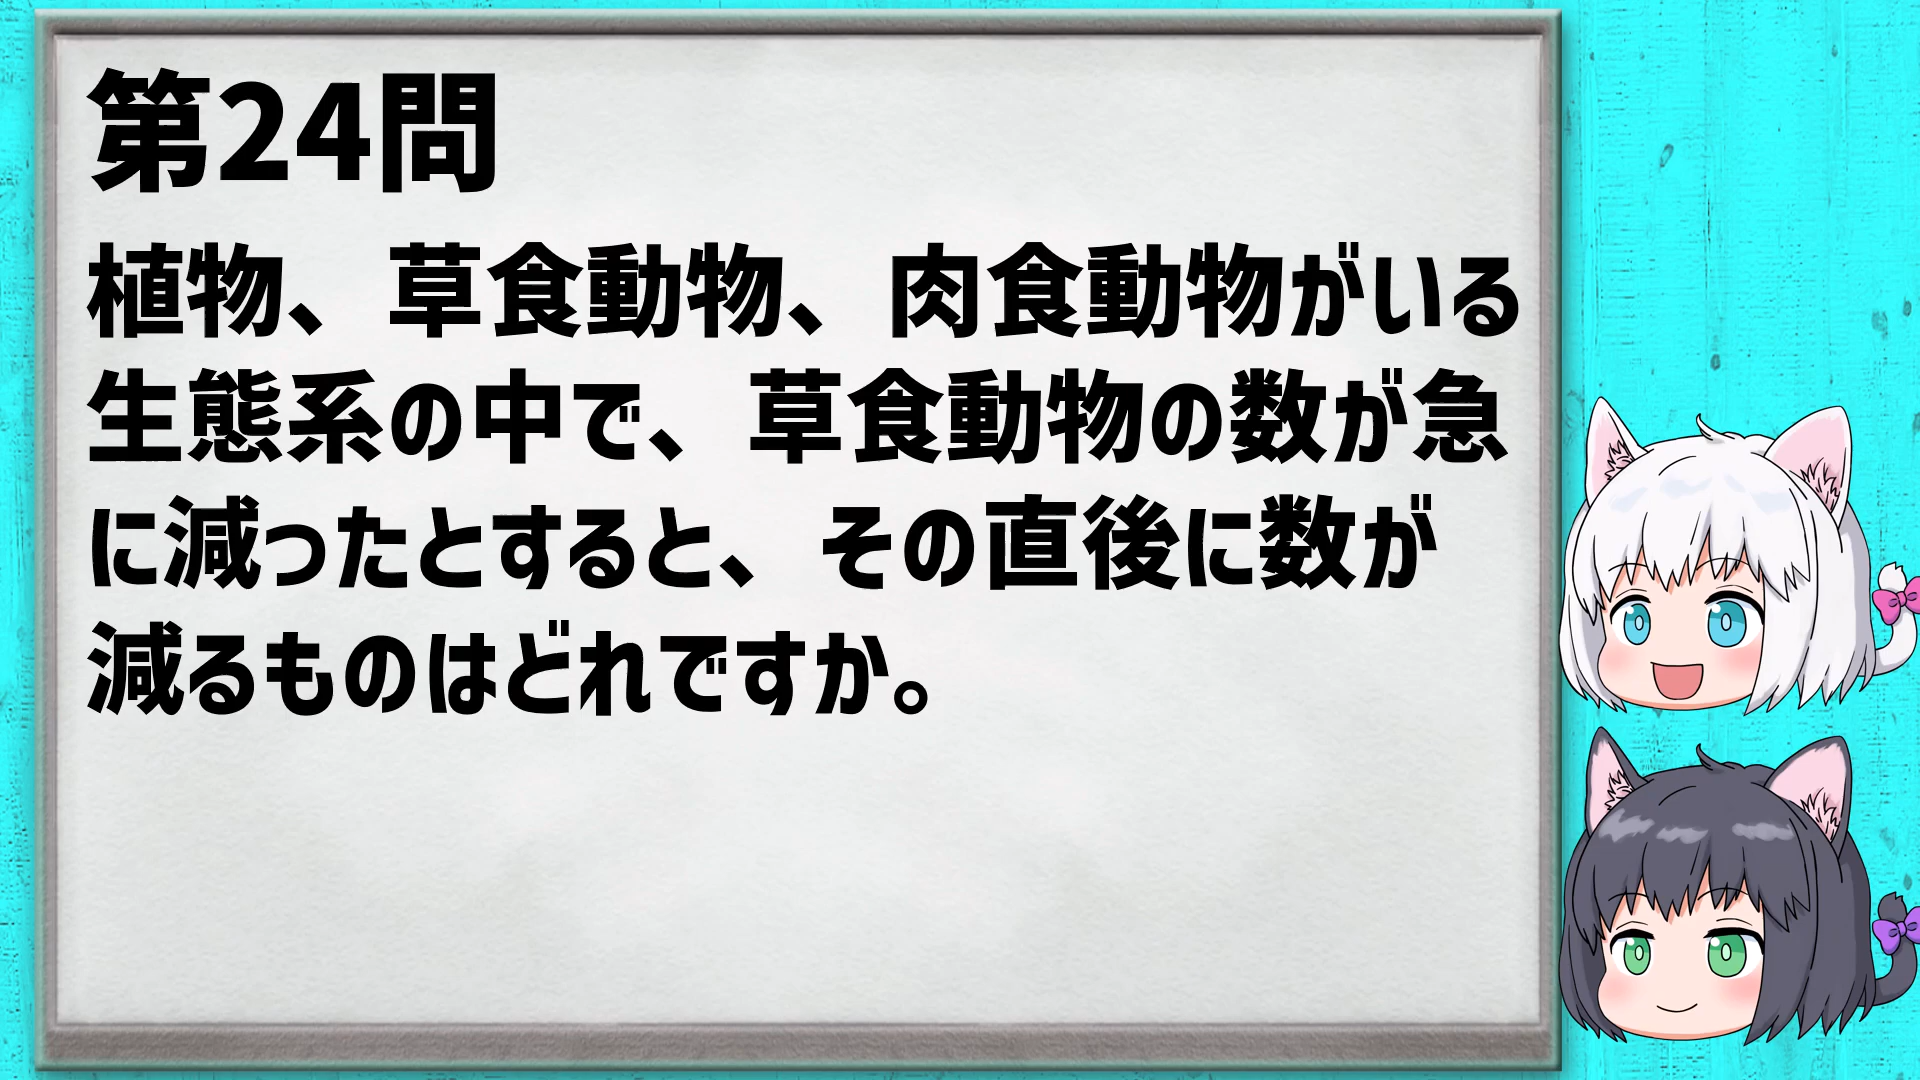 第24問
植物、草食動物、肉食動物がいる
生態系の中で、草食動物の数が急
に減ったとすると、その直後に数が
減るものはどれですか。